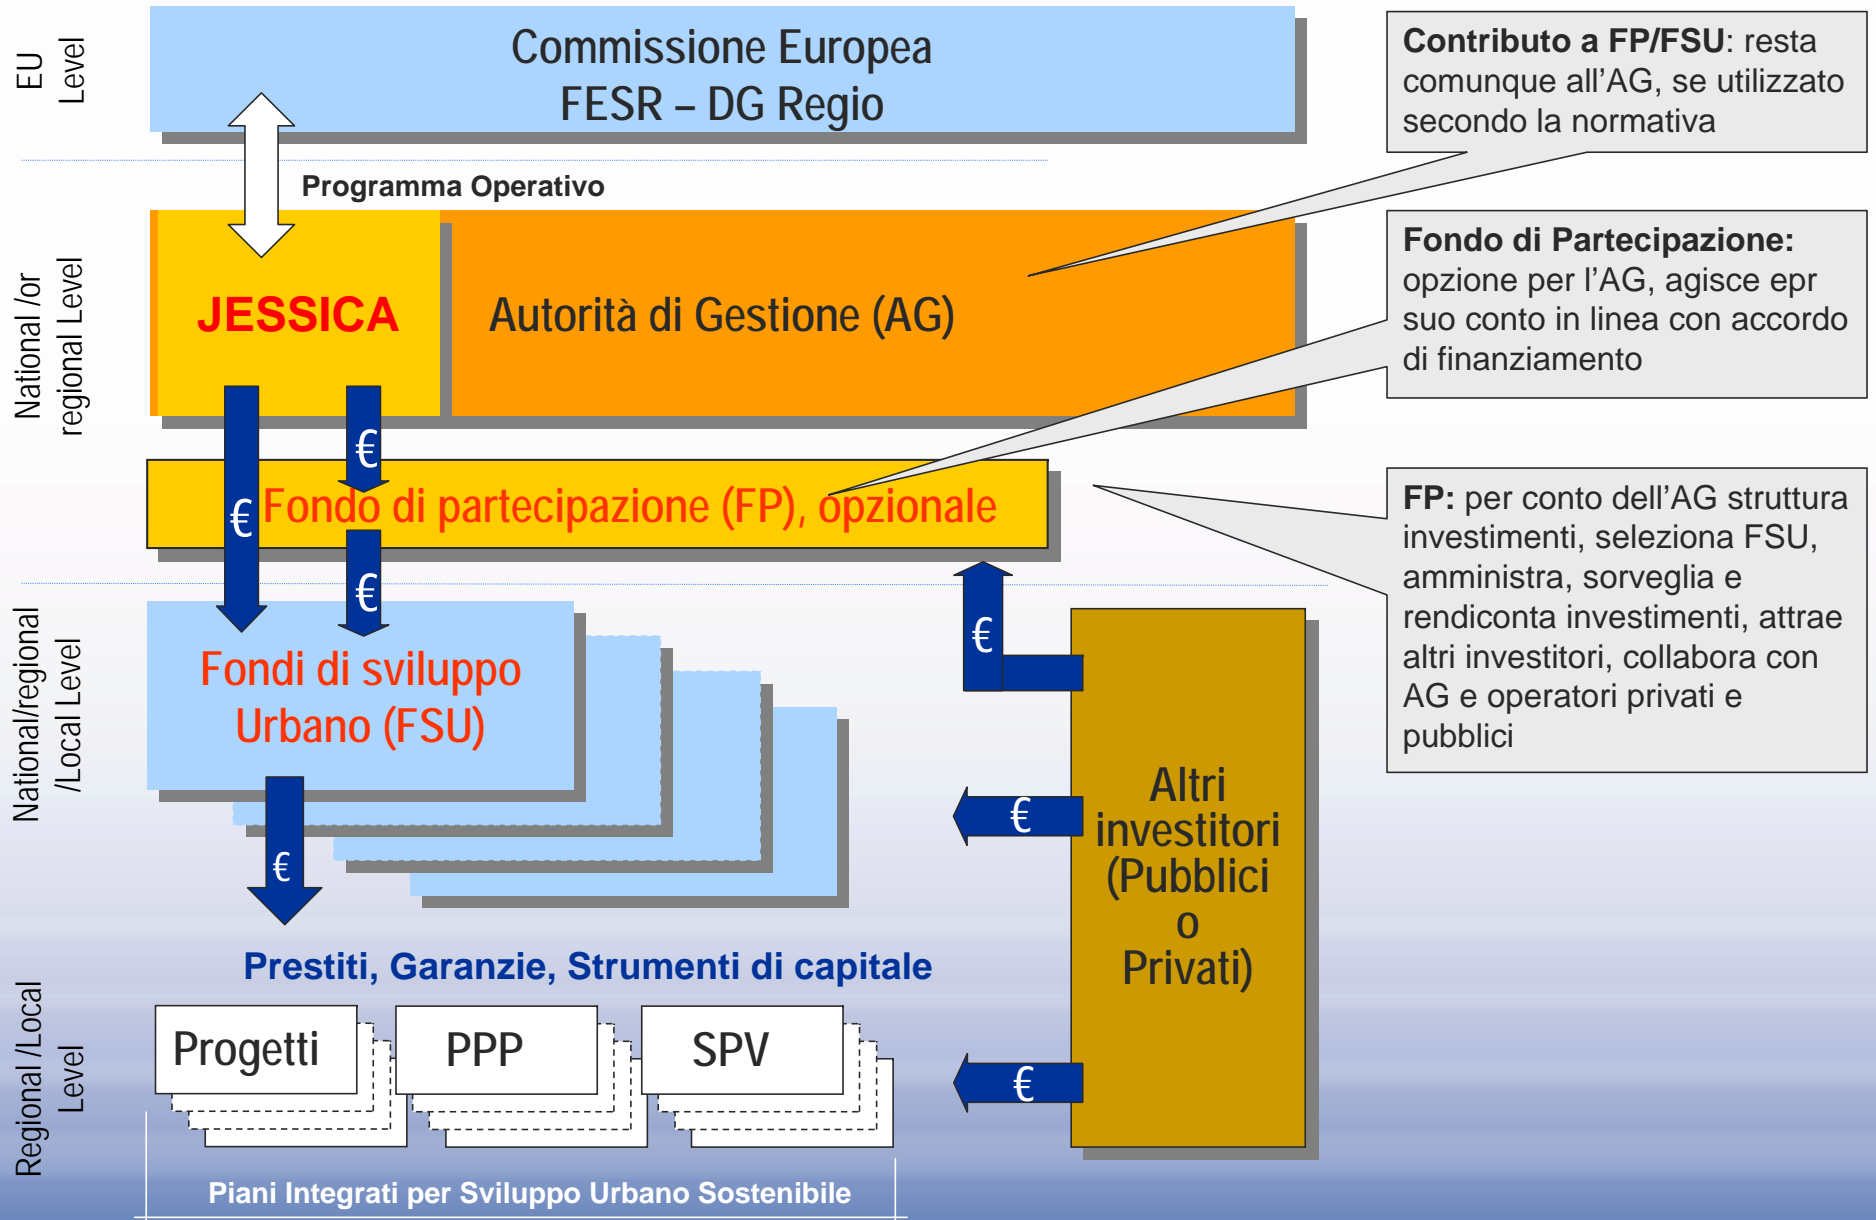 EU
Level
Commissione Europea
FESR – DG Regio
Programma Operativo
National /or
regional Level
JESSICA
Autorità di Gestione (AG)
€
€
Fondo di partecipazione (FP), opzionale
€
National/regional
/Local Level
Fondi di sviluppo
Urbano (FSU)
€
€
€
Altri
investitori
(Pubblici
o
Privati)
Prestiti, Garanzie, Strumenti di capitale
Regional /Local
Level
Progetti
PPP
SPV
€
Piani Integrati per Sviluppo Urbano Sostenibile
Contributo a FP/FSU: resta
comunque all’AG, se utilizzato
secondo la normativa
Fondo di Partecipazione:
opzione per l’AG, agisce epr
suo conto in linea con accordo
di finanziamento
FP: per conto dell’AG struttura
investimenti, seleziona FSU,
amministra, sorveglia e
rendiconta investimenti, attrae
altri investitori, collabora con
AG e operatori privati e
pubblici